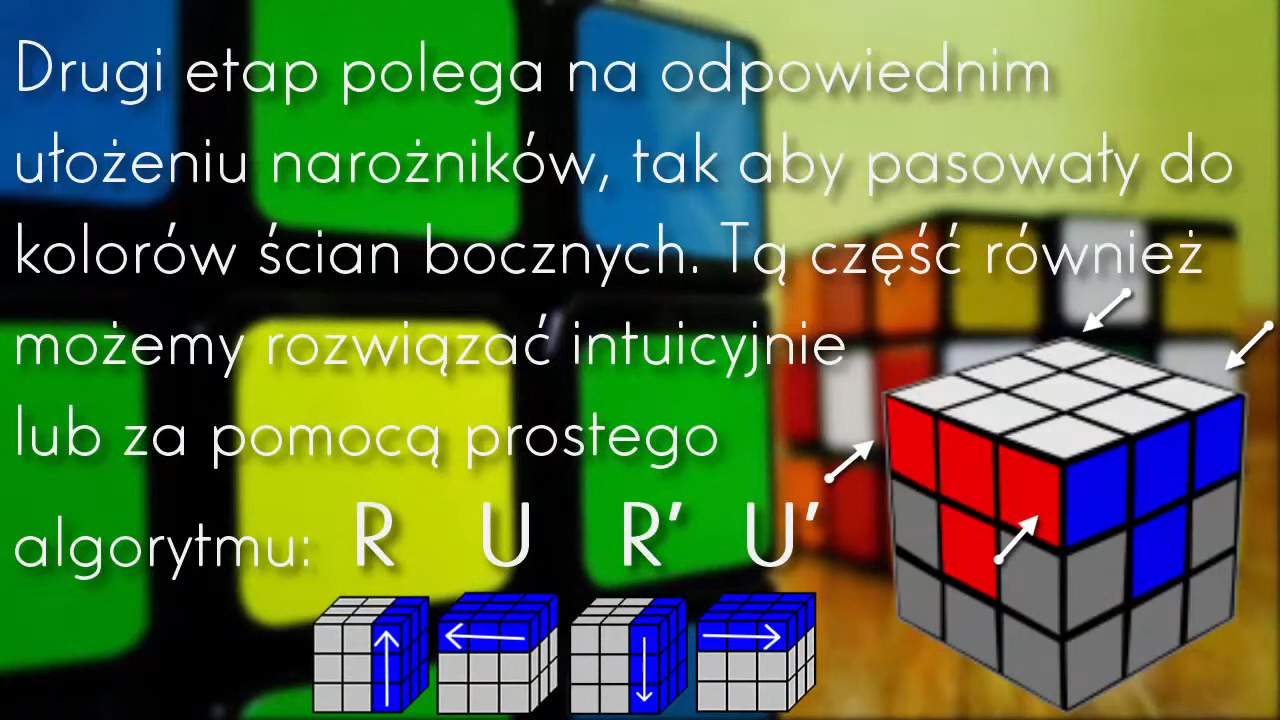 Drugi etap polega na odpowiednim
ułożeniu narożników, tak aby pasowały do
kolorów ścian bocznych. Tą część również
możemy rozwiązać intuicyjnie
lub za pomocą prostego
algorytmu: R U R' U'